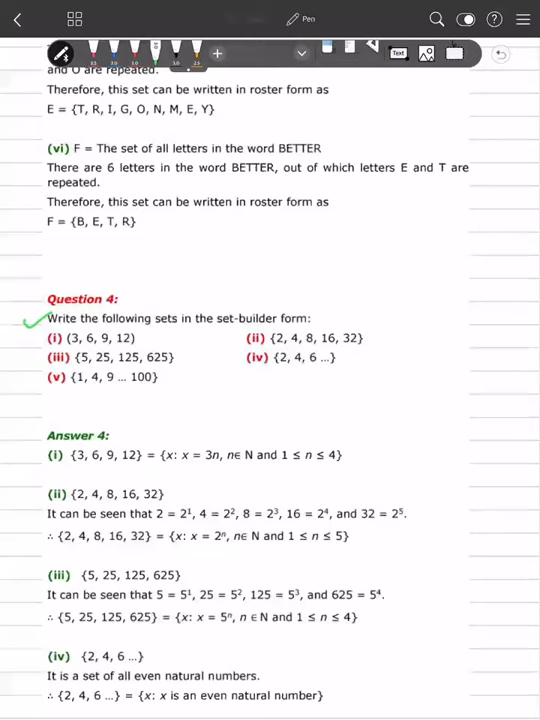 Pen
Text
and O are repeated.
Therefore, this set can be written in roster form as
E = {T, R, I, G, O, N, M, E, Y}
(vi) F = The set of all letters in the word BETTER
There are 6 letters in the word BETTER, out of which letters E and T are
repeated.
Therefore, this set can be written in roster form as
F = {B, E, T, R}
Question 4:
Write the following sets in the set-builder form:
(i) (3, 6, 9, 12) (ii) {2, 4, 8, 16, 32}
(iii) {5, 25, 125, 625} (iv) {2, 4, 6 …}
(v) {1, 4, 9 … 100}
Answer 4:
(i) {3, 6, 9, 12} = {x: x = 3n, n∈ N and 1 ≤ n ≤ 4}
(ii) {2, 4, 8, 16, 32}
It can be seen that 2 = 2¹, 4 = 2², 8 = 2³, 16 = 2⁴, and 32 = 2⁵.
∴ {2, 4, 8, 16, 32} = {x: x = 2ⁿ, n∈ N and 1 ≤ n ≤ 5}
(iii) {5, 25, 125, 625}
It can be seen that 5 = 5¹, 25 = 5², 125 = 5³, and 625 = 5⁴.
∴ {5, 25, 125, 625} = {x: x = 5ⁿ, n ∈ N and 1 ≤ n ≤ 4}
(iv) {2, 4, 6 …}
It is a set of all even natural numbers.
∴ {2, 4, 6 …} = {x: x is an even natural number}